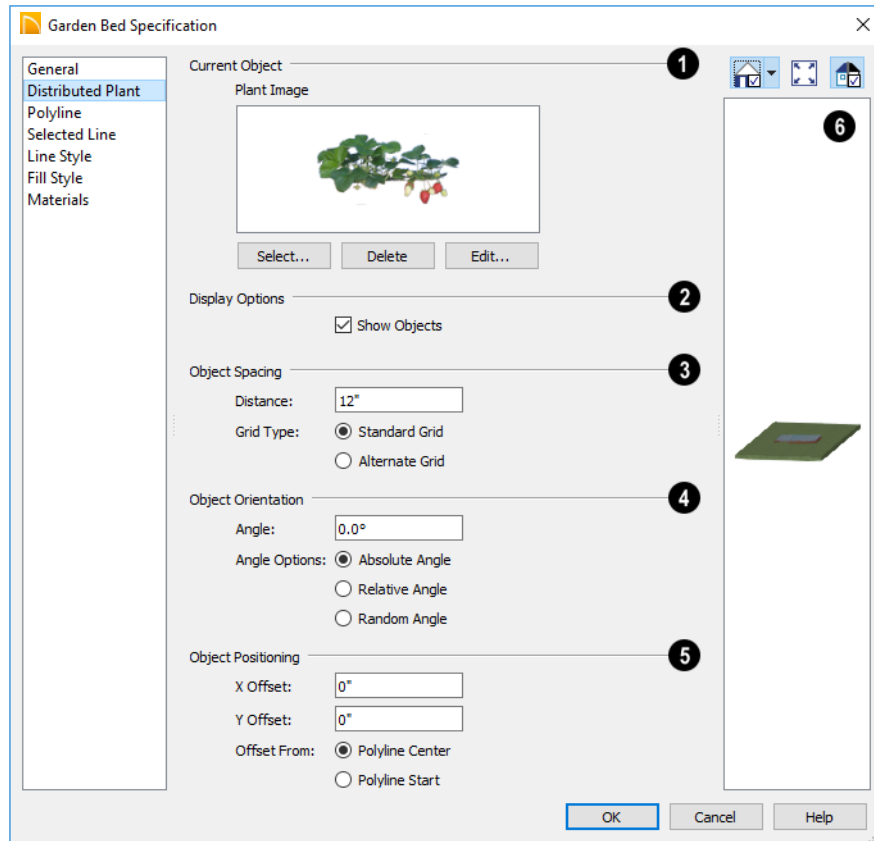 Garden Bed Specification
General
Distributed Plant
Polyline
Selected Line
Line Style
Fill Style
Materials
Current Object
1
Plant Image
Select...
Delete
Edit...
Display Options
2
Show Objects
Object Spacing
3
Distance:
12"
Grid Type:
Standard Grid
Alternate Grid
Object Orientation
4
Angle:
0.0°
Angle Options:
Absolute Angle
Relative Angle
Random Angle
Object Positioning
5
X Offset:
0"
Y Offset:
0"
Offset From:
Polyline Center
Polyline Start
6
OK
Cancel
Help